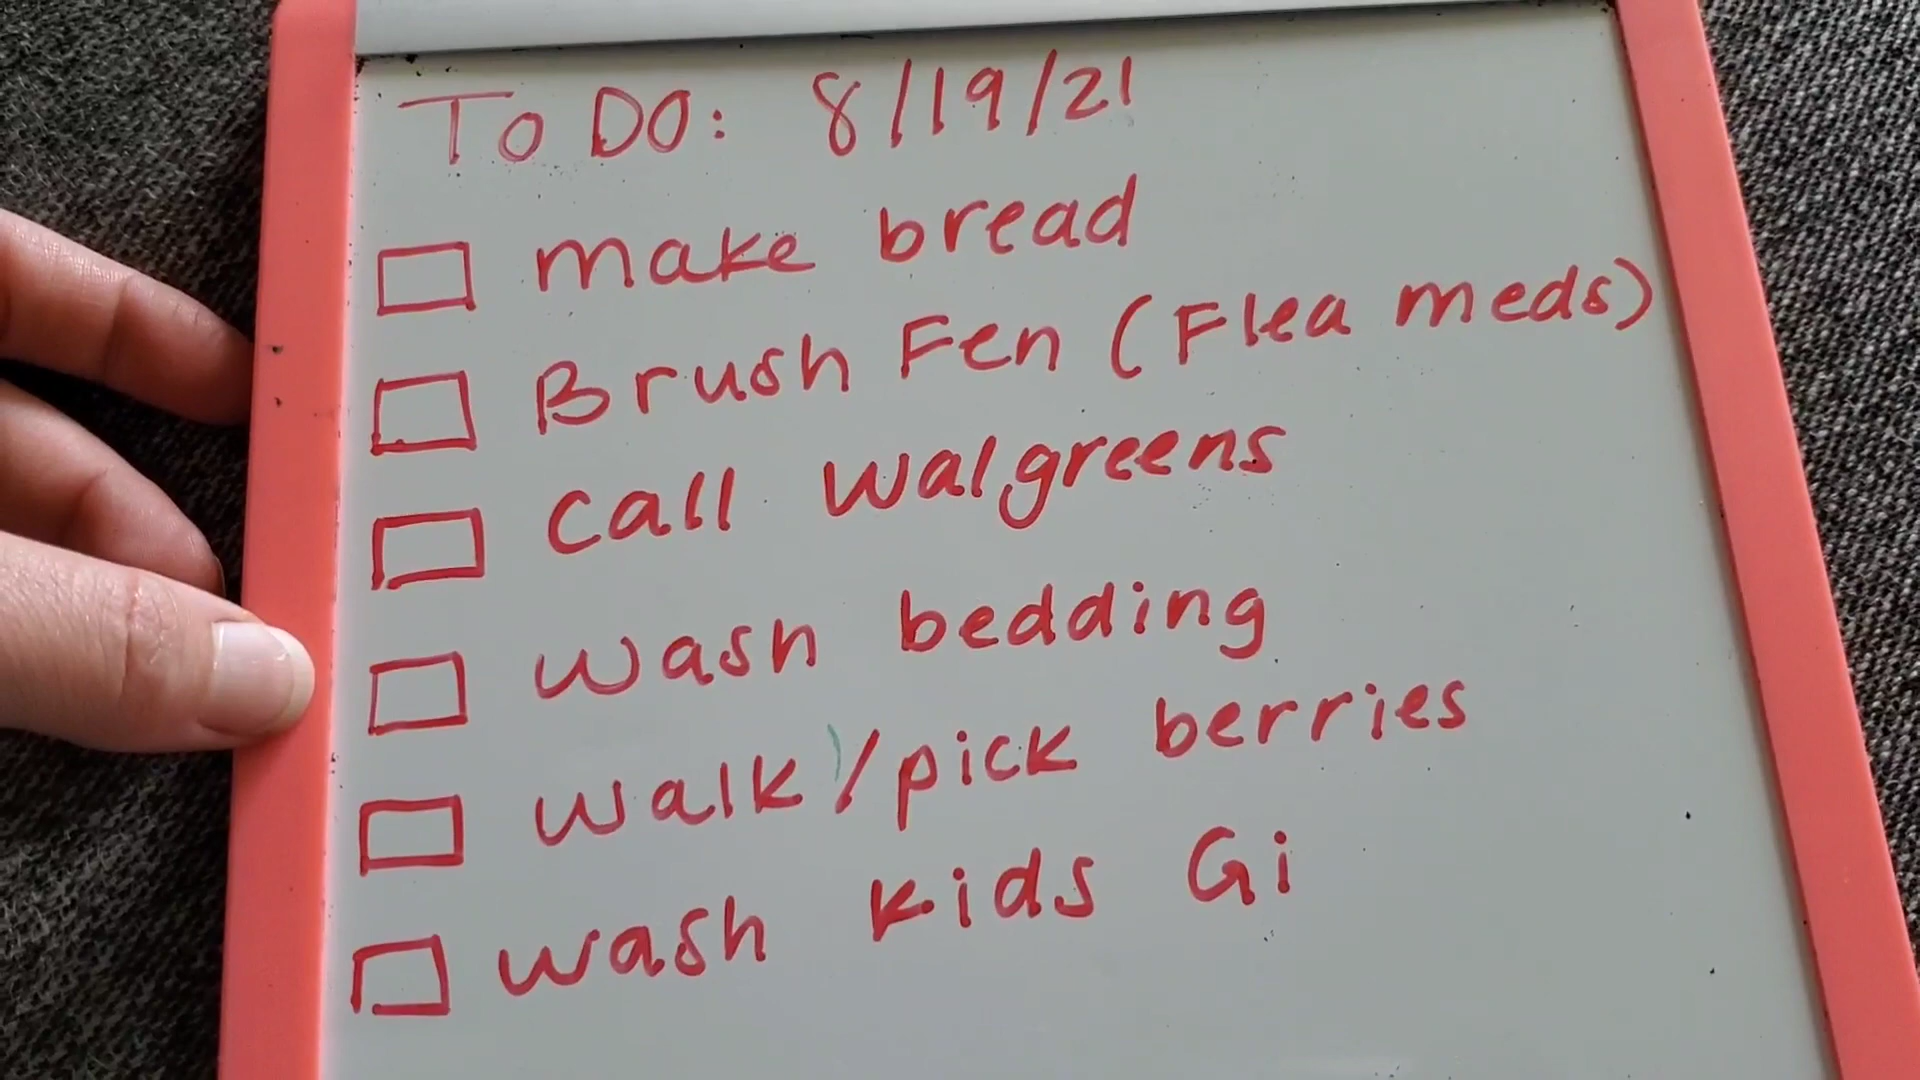 TO DO: 8/19/21
make bread
Brush Fen (Flea meds)
Call Walgreens
Wash bedding
Walk/pick berries
Wash kids Gi